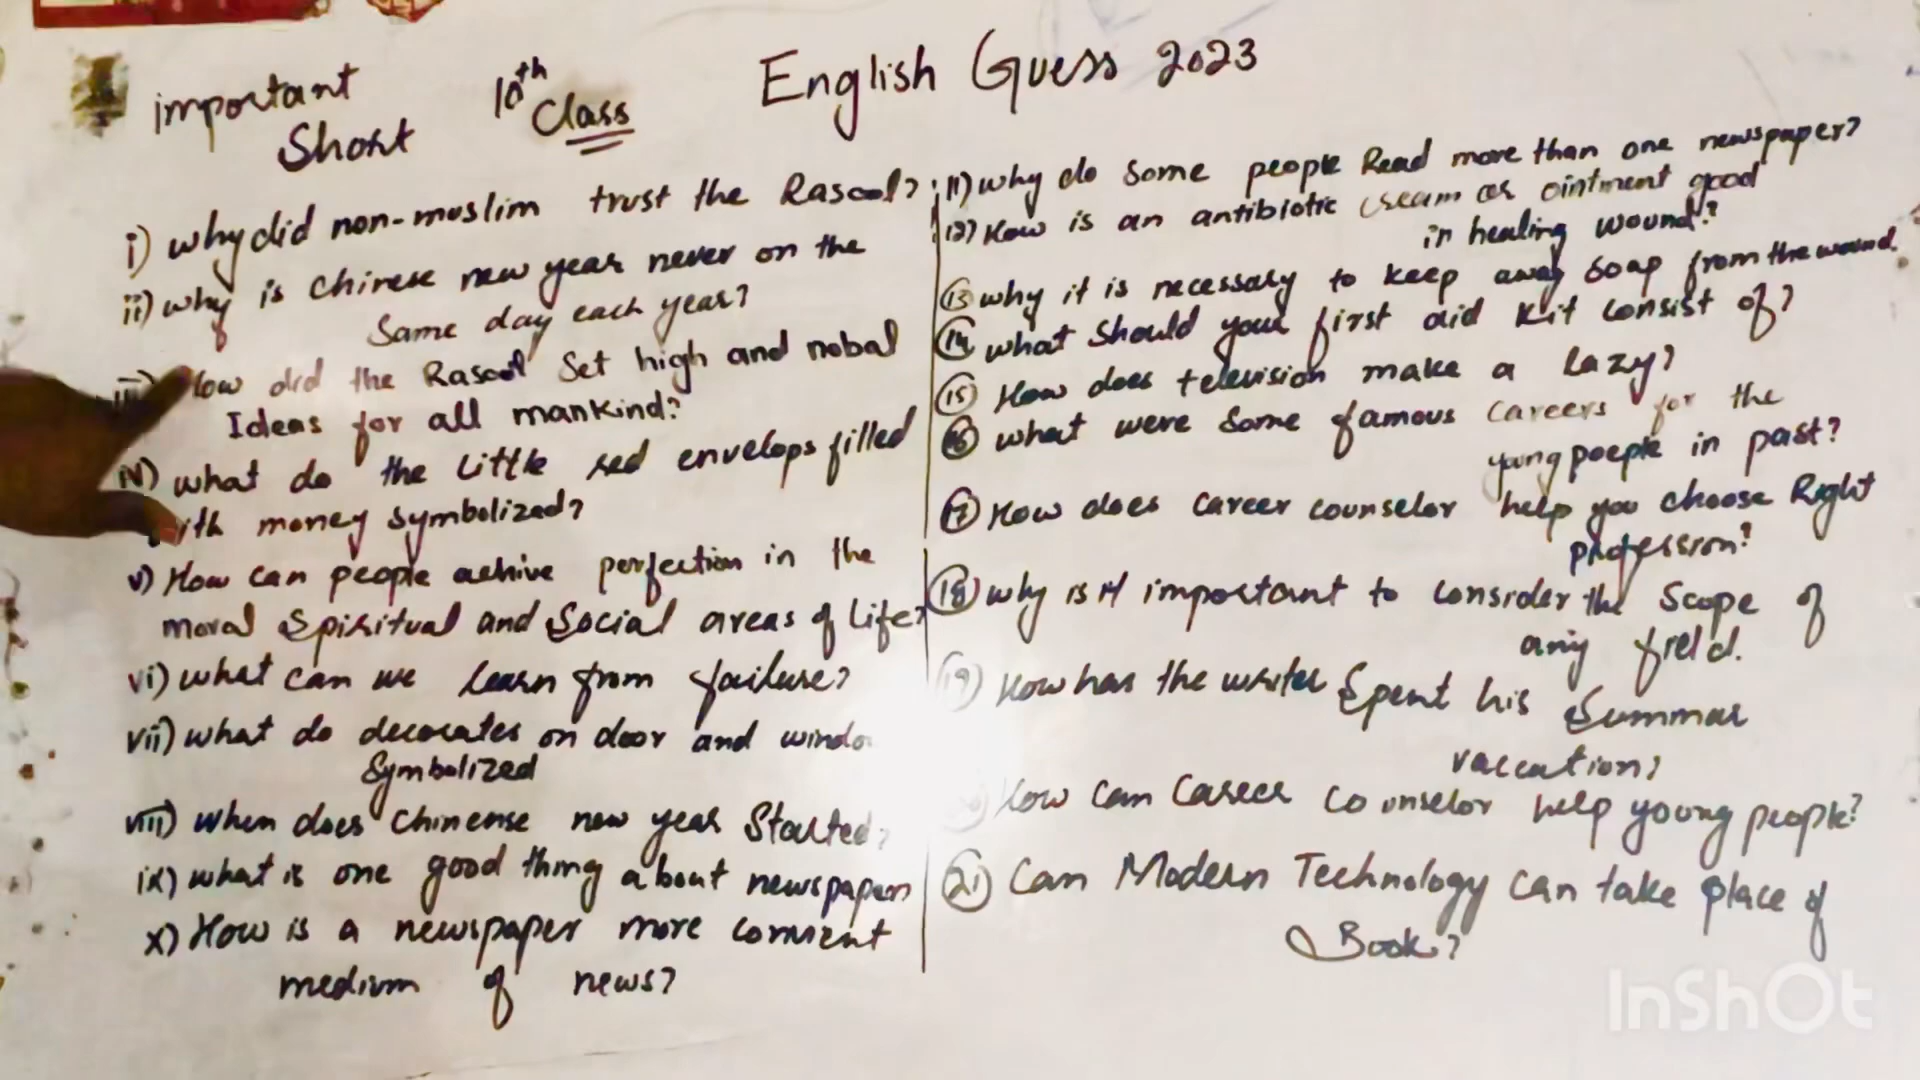 important
Short
10th
Class
English Guess 2023
i) why did non-muslim trust the Rasool?
ii) why is chinese new year never on the
Same day each year?
How did the Rasool Set high and nobal
Ideas for all mankind?
iv) what do the little red envelops filled
with money symbolized?
v) How can people achive perfection in the
moral Spiritual and Social areas of life?
vi) what can we learn from failure?
vii) what do decorates on door and windo
Symbolized
viii) when does chinense new year Started?
ix) what is one good thing about newspapers
x) How is a newspaper more convient
medium of news?
11) why do some people Read more than one newspaper?
12) How is an antibiotic cream or ointment good
in healing wound?
13 why it is necessary to keep away soap from the wound.
14 what should your first aid kit consist of?
15 How does television make a lazy?
16 what were some famous careers for the
young poeple in past?
17 How does career counselor help you choose Right
profession?
18 why is it important to consider the scope of
any field.
19) How has the writer Spent his Summar
vaccation?
How can career counselor help young people?
21 Can Modern Technology can take place of
Book?
InShOt